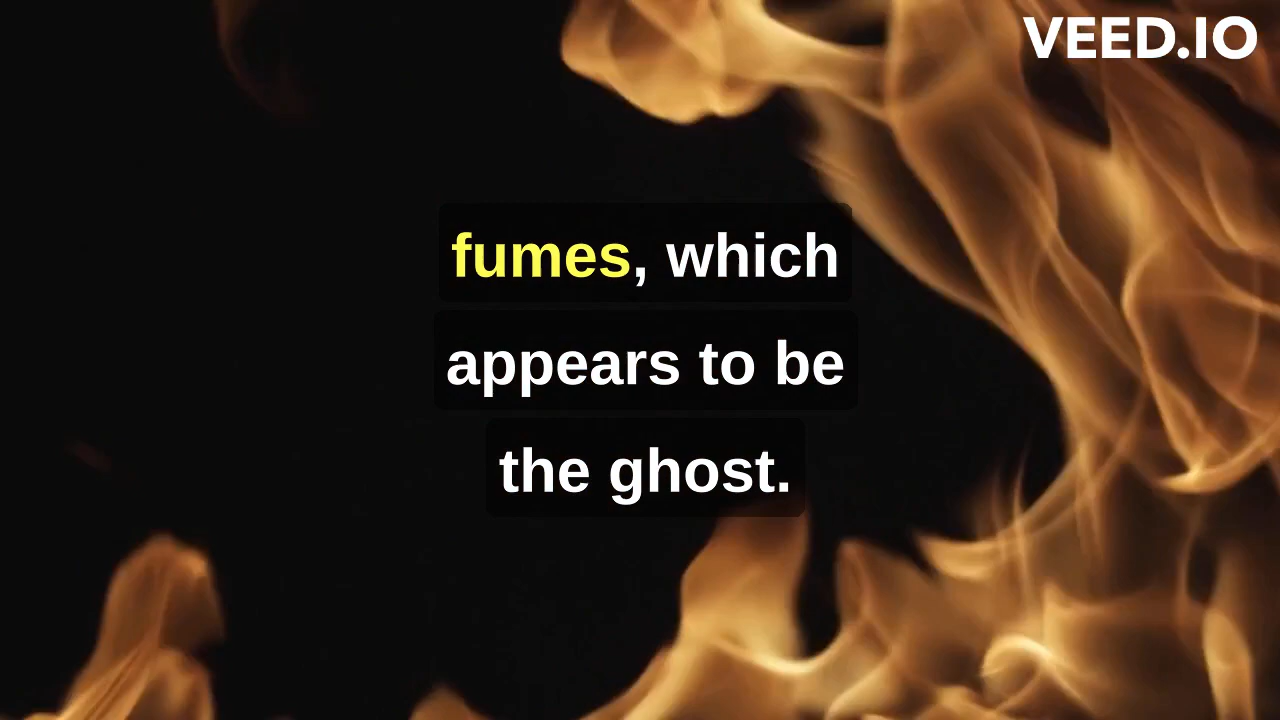 VEED.IO
fumes, which
appears to be
the ghost.